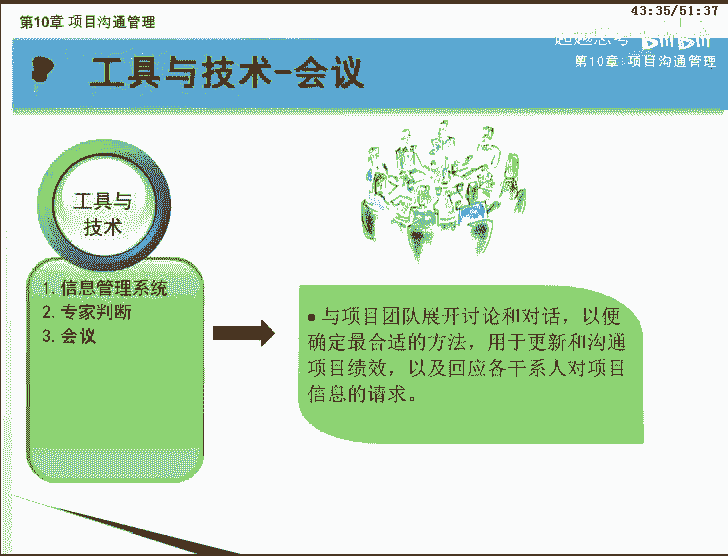 43:35/51:37
第10章 项目沟通管理
bilibili
第10章:项目沟通管理
工具与技术-会议
工具与
技术
1. 信息管理系统
2. 专家判断
3. 会议
•与项目团队展开讨论和对话，以便
确定最合适的方法，用于更新和沟通
项目绩效，以及回应各干系人对项目
信息的请求。